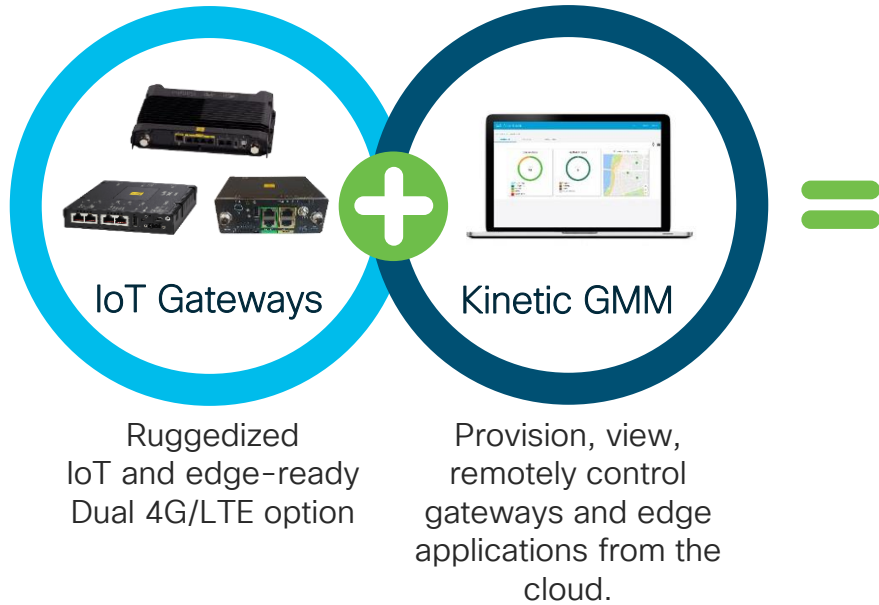 IoT Gateways
Kinetic GMM
Ruggedized
IoT and edge-ready
Dual 4G/LTE option
Provision, view,
remotely control
gateways and edge
applications from the
cloud.